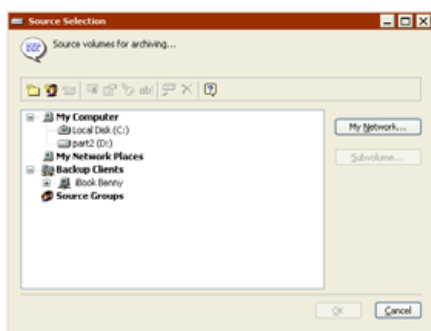 Source Selection
Source volumes for archiving...
abl
My Computer
Local Disk (C:)
part2 (D:)
My Network Places
Backup Clients
iBook Benny
Source Groups
My Network...
Subvolume...
OK
Cancel